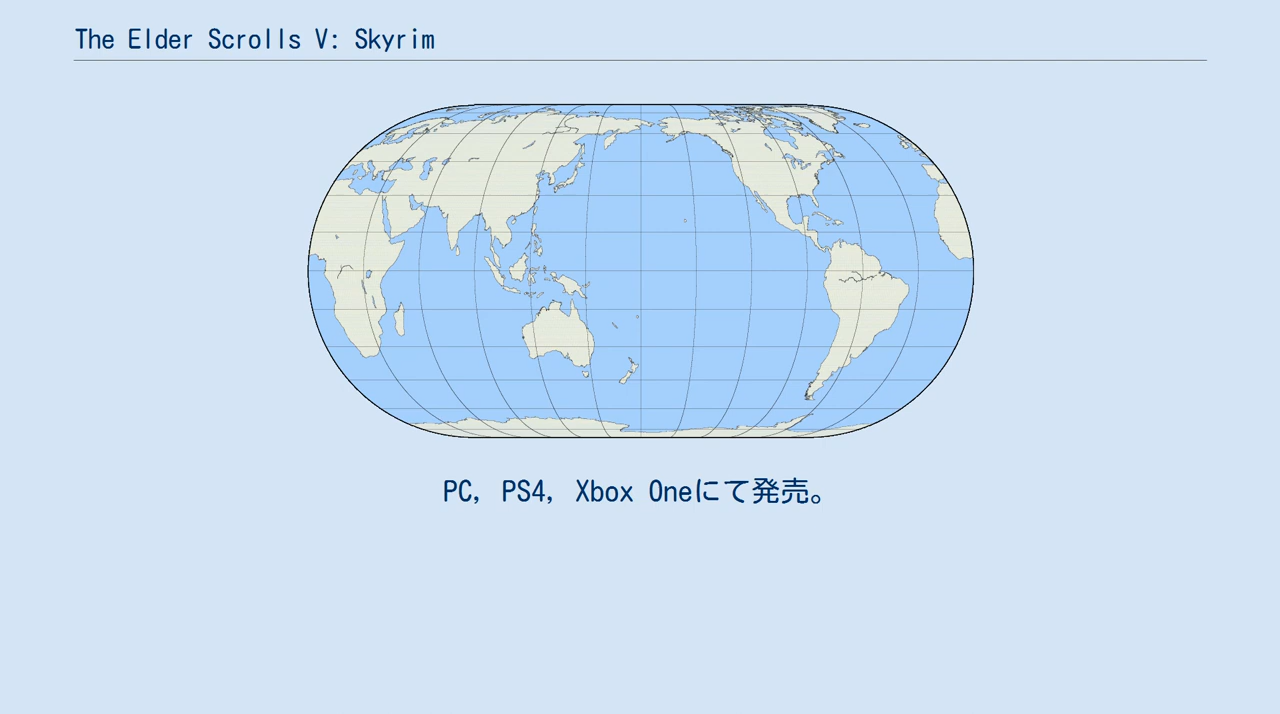 The Elder Scrolls V: Skyrim
PC, PS4, Xbox Oneにて発売。